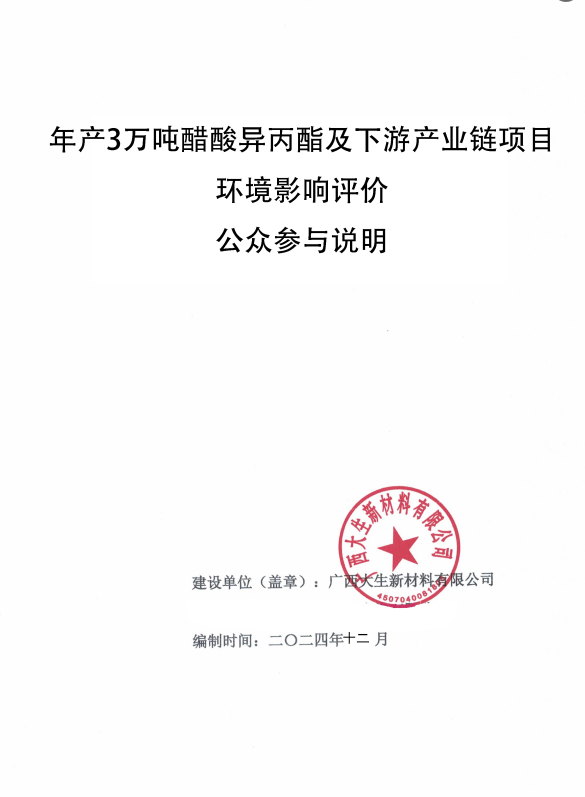 年产3万吨醋酸异丙酯及下游产业链项目
环境影响评价
公众参与说明
广西大生新材料有限公司
建设单位（盖章）：广西大生新材料有限公司
编制时间：二〇二四年十二月